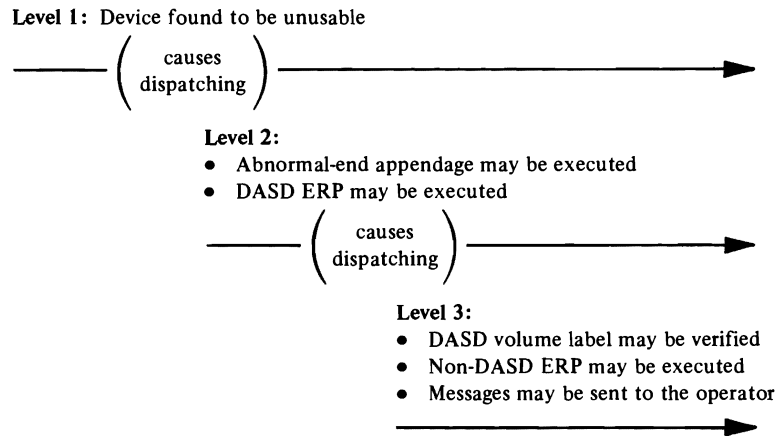 Level 1: Device found to be unusable
causes
dispatching
Level 2:
• Abnormal-end appendage may be executed
• DASD ERP may be executed
causes
dispatching
Level 3:
• DASD volume label may be verified
• Non-DASD ERP may be executed
• Messages may be sent to the operator